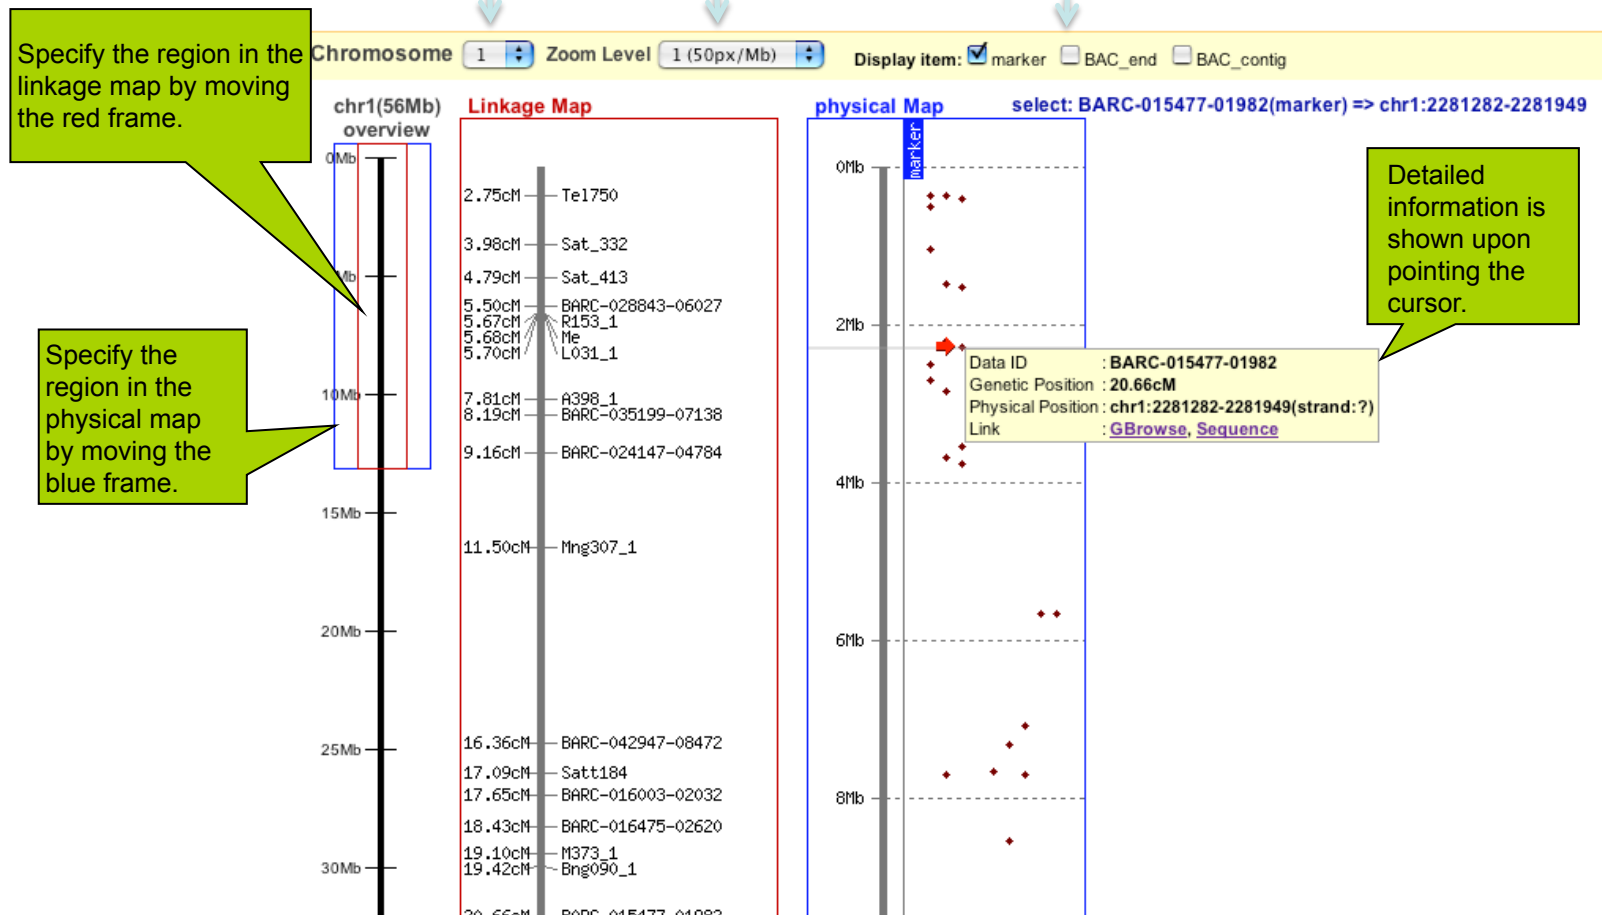 Specify the region in the
linkage map by moving
the red frame.
Chromosome 1 Zoom Level 1 (50px/Mb) Display item: marker BAC_end BAC_contig
chr1(56Mb)
overview
Linkage Map
physical Map
select: BARC-015477-01982(marker) => chr1:2281282-2281949
0Mb
Mb
10Mb
15Mb
20Mb
25Mb
30Mb
Specify the
region in the
physical map
by moving the
blue frame.
2.75cM Tel750
3.98cM Sat_332
4.79cM Sat_413
5.50cM BARC-028843-06027
5.67cM R153_1
5.68cM Me
5.70cM L031_1
7.81cM A398_1
8.19cM BARC-035199-07138
9.16cM BARC-024147-04784
11.50cM Mng307_1
16.36cM BARC-042947-08472
17.09cM Satt184
17.65cM BARC-016003-02032
18.43cM BARC-016475-02620
19.10cM M373_1
19.42cM Bng090_1
20.66cM BARC-015477-01982
marker
0Mb
2Mb
4Mb
6Mb
8Mb
Data ID : BARC-015477-01982
Genetic Position : 20.66cM
Physical Position : chr1:2281282-2281949(strand:?)
Link : GBrowse, Sequence
Detailed
information is
shown upon
pointing the
cursor.